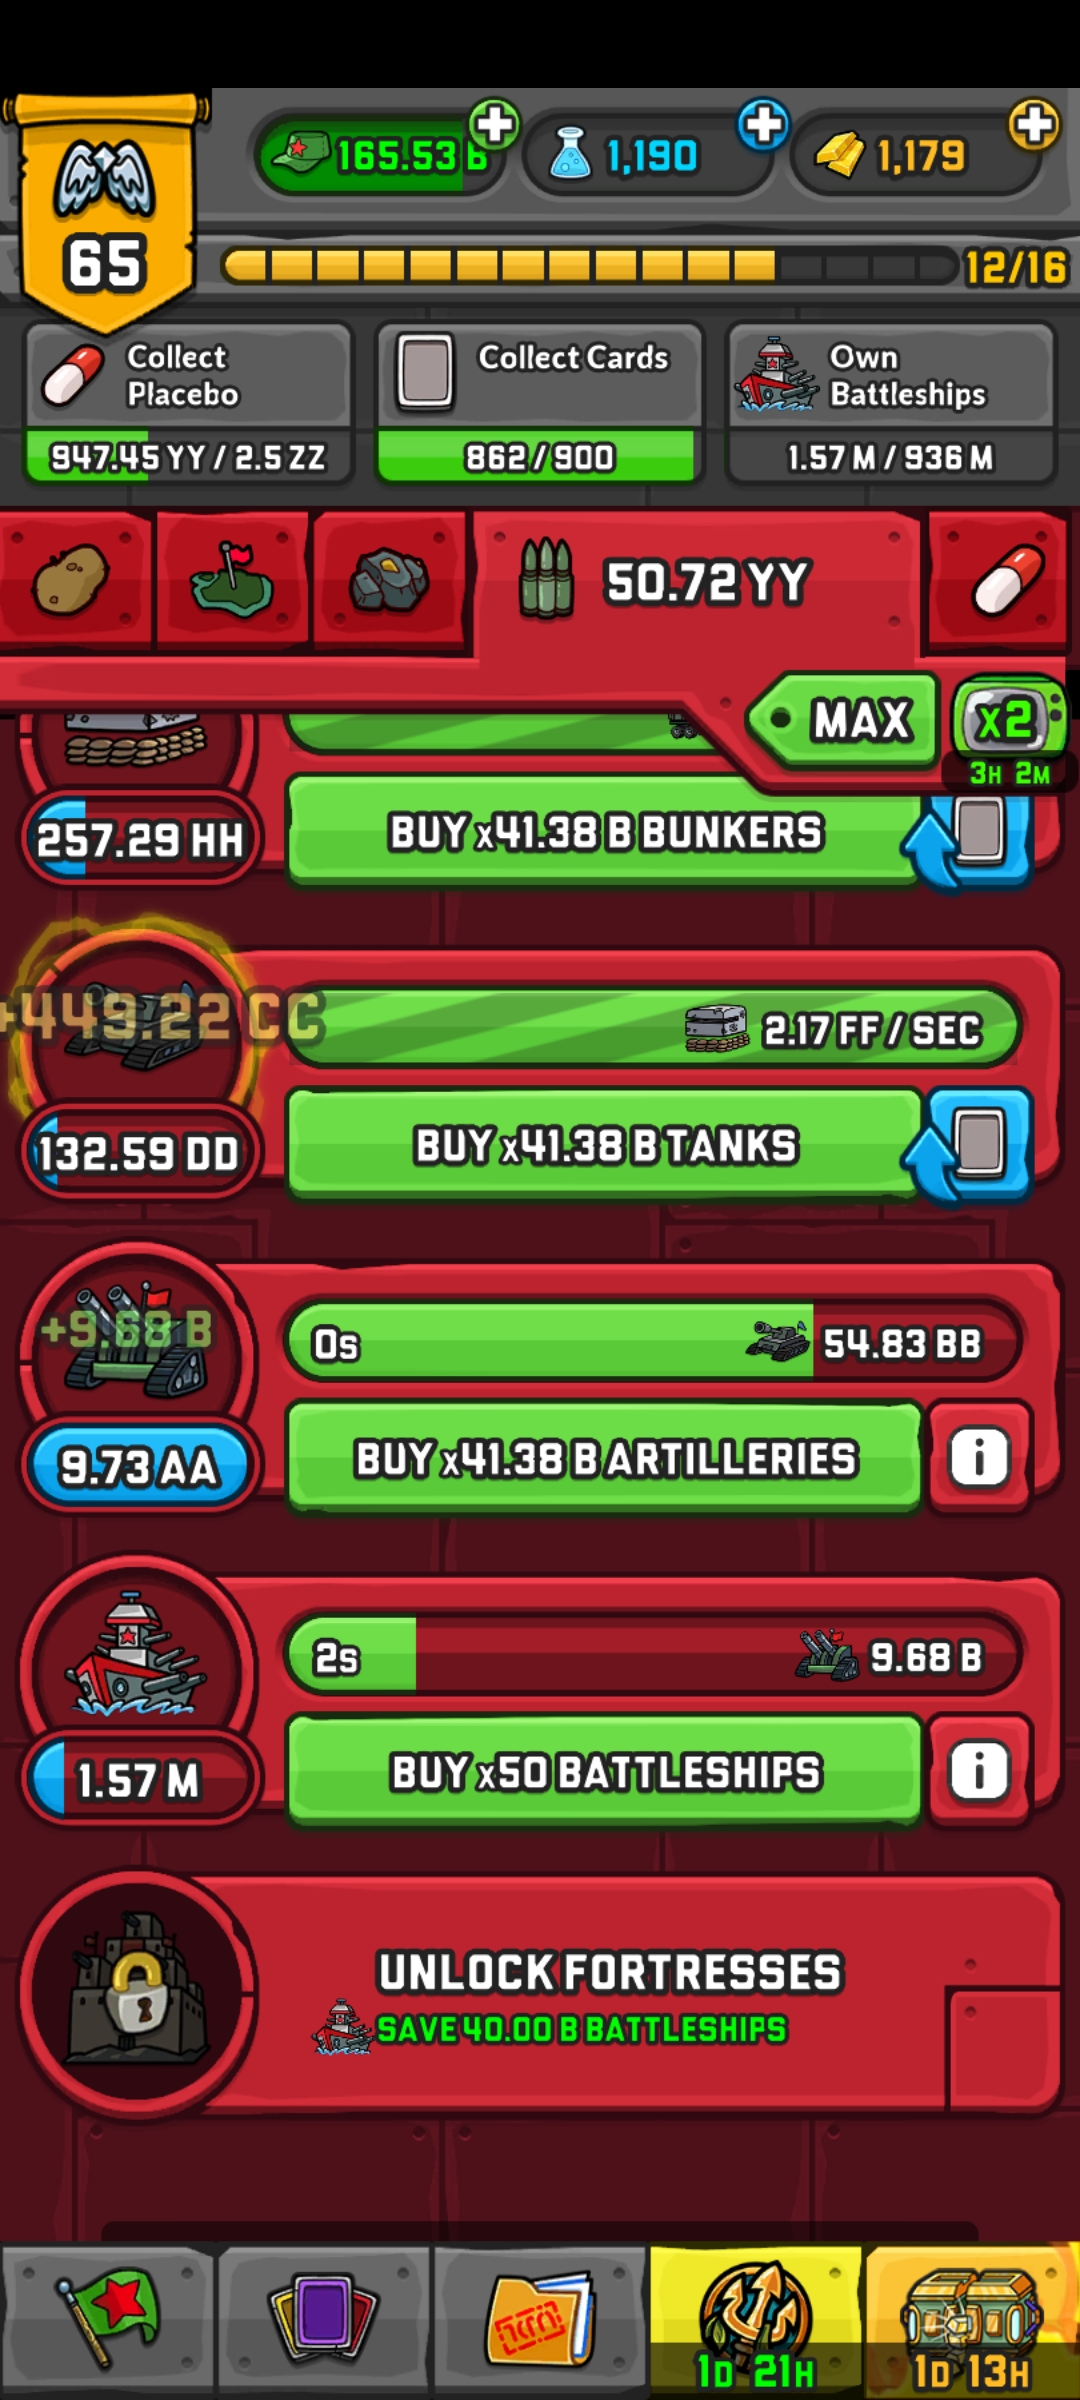 165.53 B
1,190
1,179
65
12/16
Collect
Placebo
947.45 YY / 2.5 ZZ
Collect Cards
862/900
Own
Battleships
1.57 M / 936 M
50.72 YY
MAX
x2
3H 2M
257.29 HH
BUY x41.38 B BUNKERS
+449.22 CC
2.17 FF / SEC
132.59 DD
BUY x41.38 B TANKS
+9.68 B
0s
54.83 BB
9.73 AA
BUY x41.38 B ARTILLERIES
i
2s
9.68 B
1.57 M
BUY x50 BATTLESHIPS
i
UNLOCK FORTRESSES
SAVE 40.00 B BATTLESHIPS
1D 21H
1D 13H